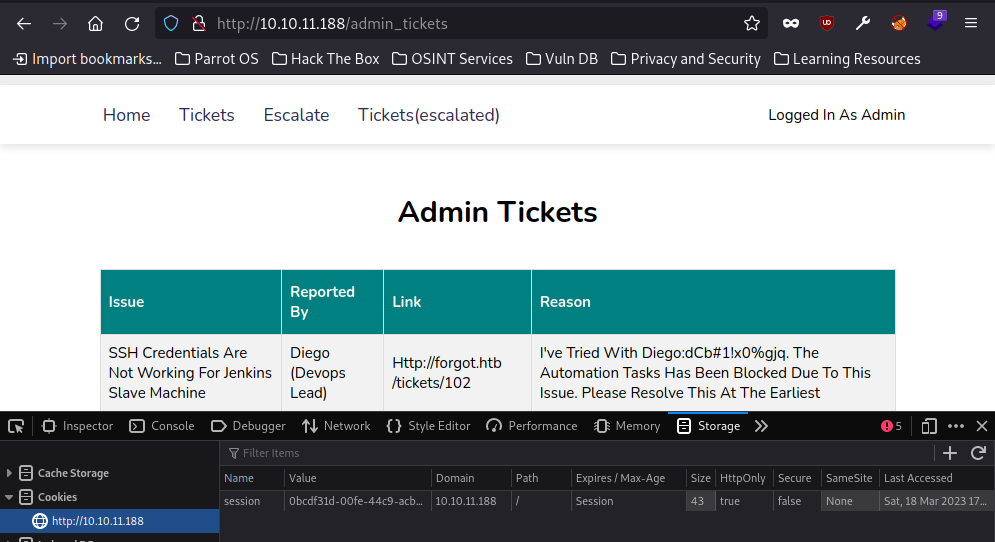 http://10.10.11.188/admin_tickets
9
Import bookmarks... Parrot OS Hack The Box OSINT Services Vuln DB Privacy and Security Learning Resources
Home Tickets Escalate Tickets(escalated) Logged In As Admin
Admin Tickets
Issue Reported By Link Reason
SSH Credentials Are Not Working For Jenkins Slave Machine
Diego (Devops Lead)
Http://forgot.htb/tickets/102
I've Tried With Diego:dCb#1!x0%gjq. The Automation Tasks Has Been Blocked Due To This Issue. Please Resolve This At The Earliest
Inspector Console Debugger Network Style Editor Performance Memory Storage 5
Filter Items
Cache Storage
Cookies
http://10.10.11.188
Name Value Domain Path Expires / Max-Age Size HttpOnly Secure SameSite Last Accessed
session 0bcdf31d-00fe-44c9-acb... 10.10.11.188 / Session 43 true false None Sat, 18 Mar 2023 17...